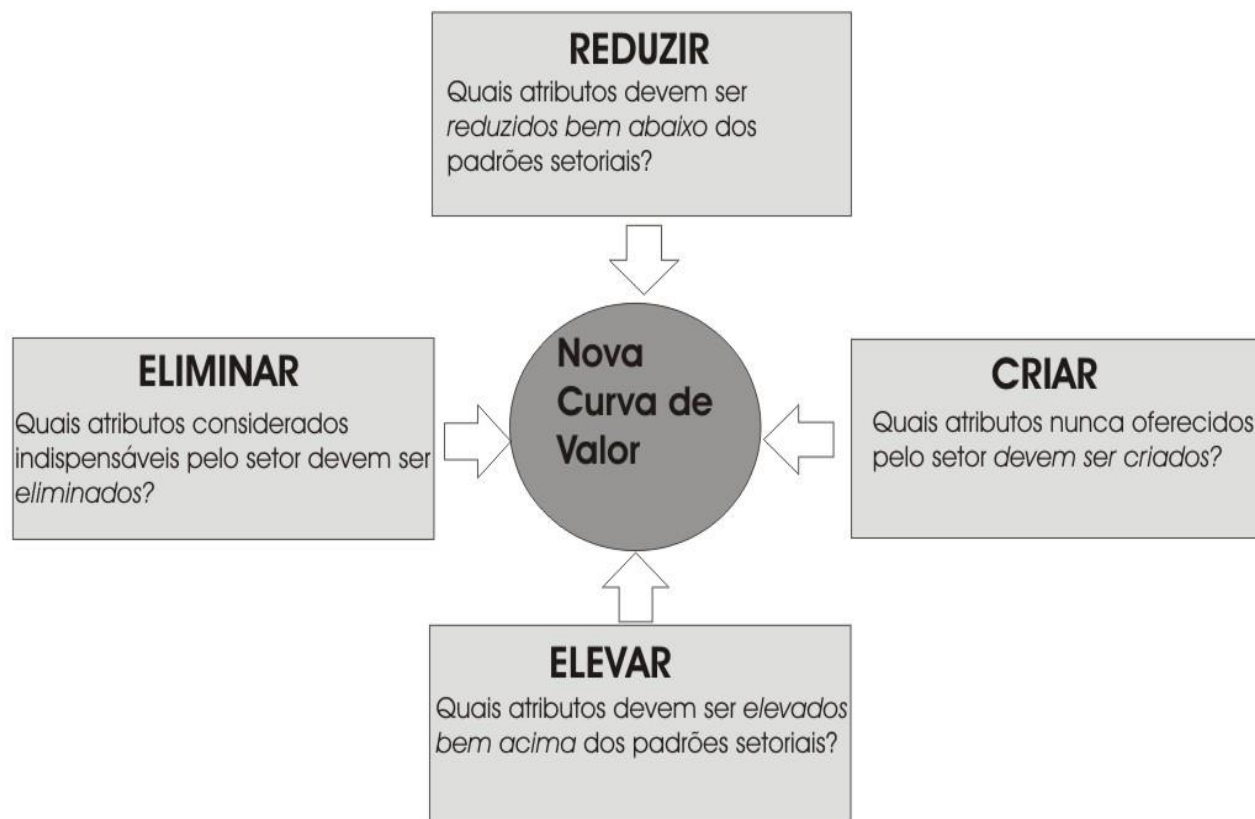 REDUZIR
Quais atributos devem ser
reduzidos bem abaixo dos
padrões setoriais?
ELIMINAR
Quais atributos considerados
indispensáveis pelo setor devem ser
eliminados?
Nova
Curva de
Valor
CRIAR
Quais atributos nunca oferecidos
pelo setor devem ser criados?
ELEVAR
Quais atributos devem ser elevados
bem acima dos padrões setoriais?